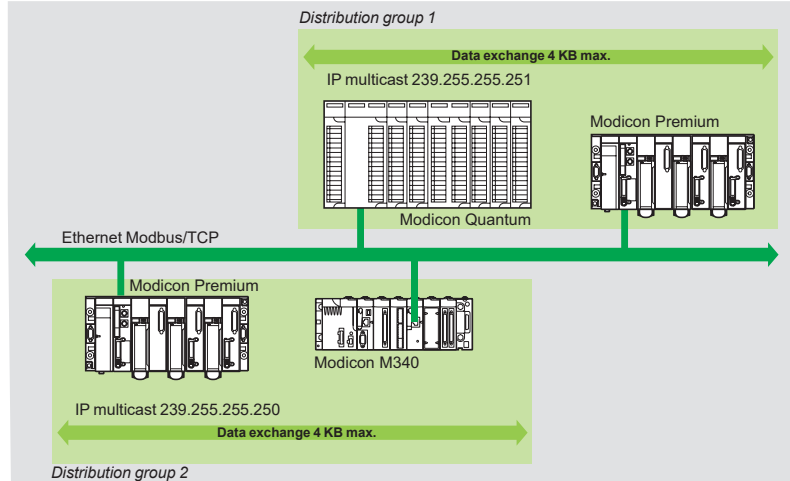 Distribution group 1
Data exchange 4 KB max.
IP multicast 239.255.255.251
Modicon Premium
Modicon Quantum
Ethernet Modbus/TCP
Modicon Premium
Modicon M340
IP multicast 239.255.255.250
Data exchange 4 KB max.
Distribution group 2